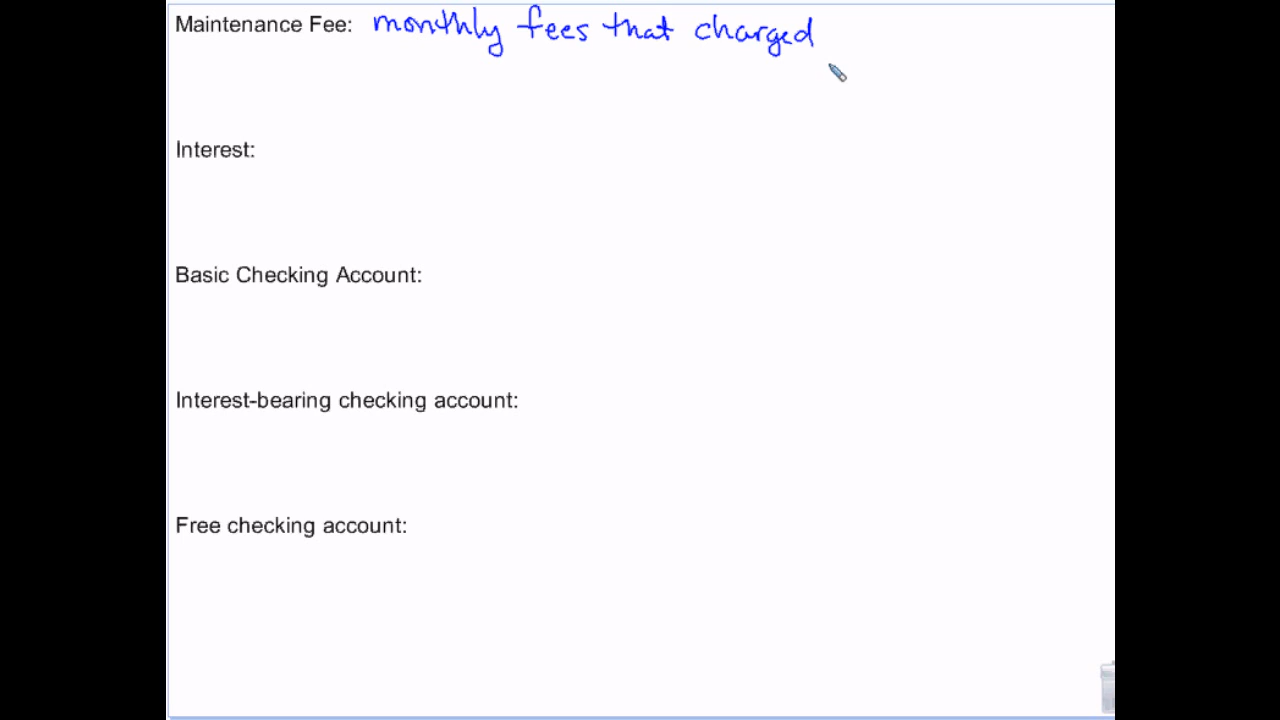 Maintenance Fee: monthly fees that charged
Interest:
Basic Checking Account:
Interest-bearing checking account:
Free checking account: